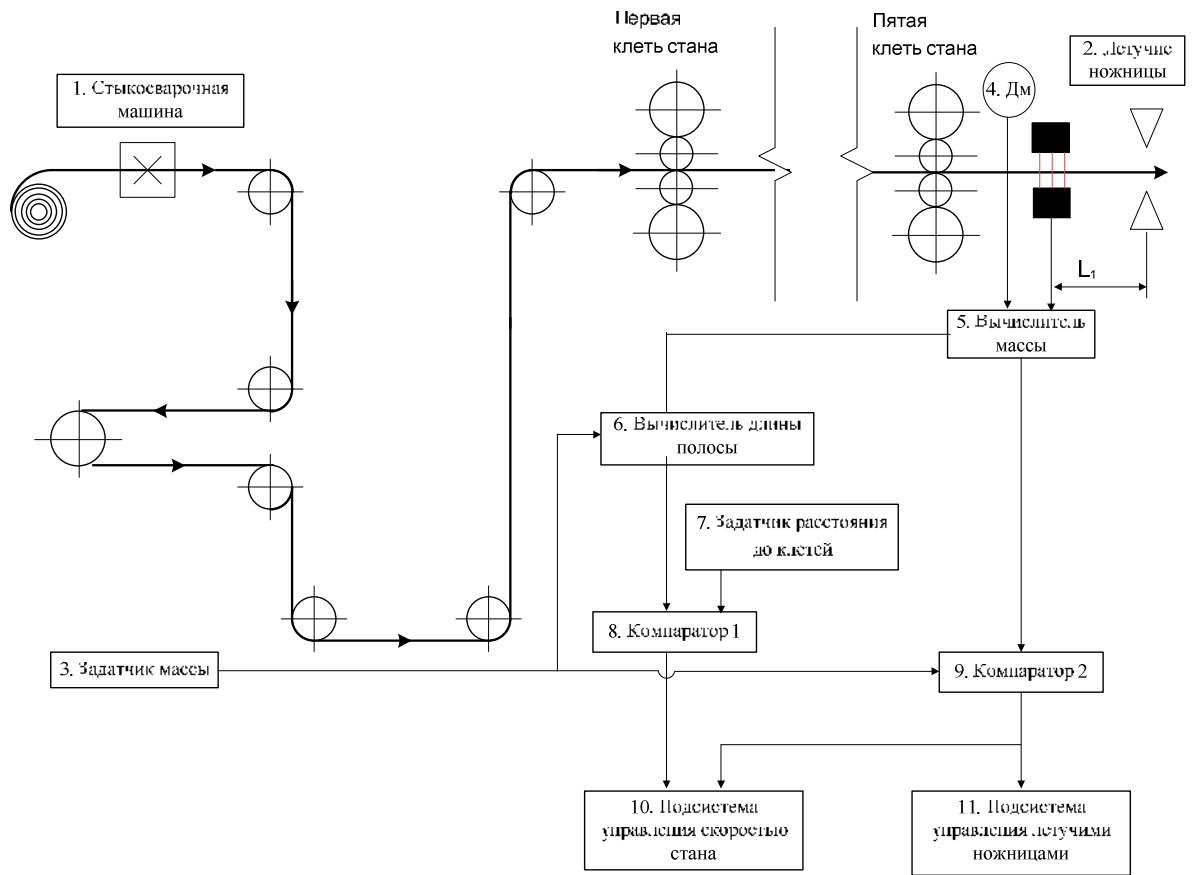 Первая
клеть стана
Пятая
клеть стана
2. Летучие
ножницы
1. Стыкосварочная
машина
4. Дм
L1
5. Вычислитель
массы
6. Вычислитель длины
полосы
7. Задатчик расстояния
до клетей
8. Компаратор 1
3. Задатчик массы
9. Компаратор 2
10. Подсистема
управления скоростью
стана
11. Подсистема
управления летучими
ножницами